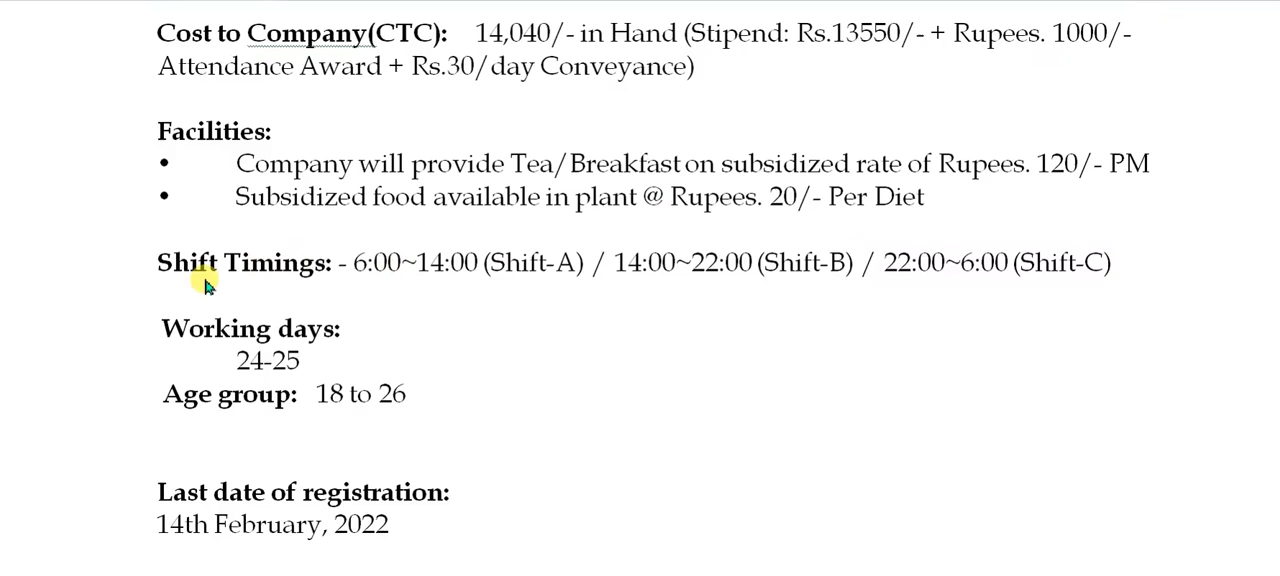 Cost to Company(CTC): 14,040/- in Hand (Stipend: Rs.13550/- + Rupees. 1000/-
Attendance Award + Rs.30/day Conveyance)
Facilities:
• Company will provide Tea/Breakfast on subsidized rate of Rupees. 120/- PM
• Subsidized food available in plant @ Rupees. 20/- Per Diet
Shift Timings: - 6:00~14:00 (Shift-A) / 14:00~22:00 (Shift-B) / 22:00~6:00 (Shift-C)
Working days:
24-25
Age group: 18 to 26
Last date of registration:
14th February, 2022